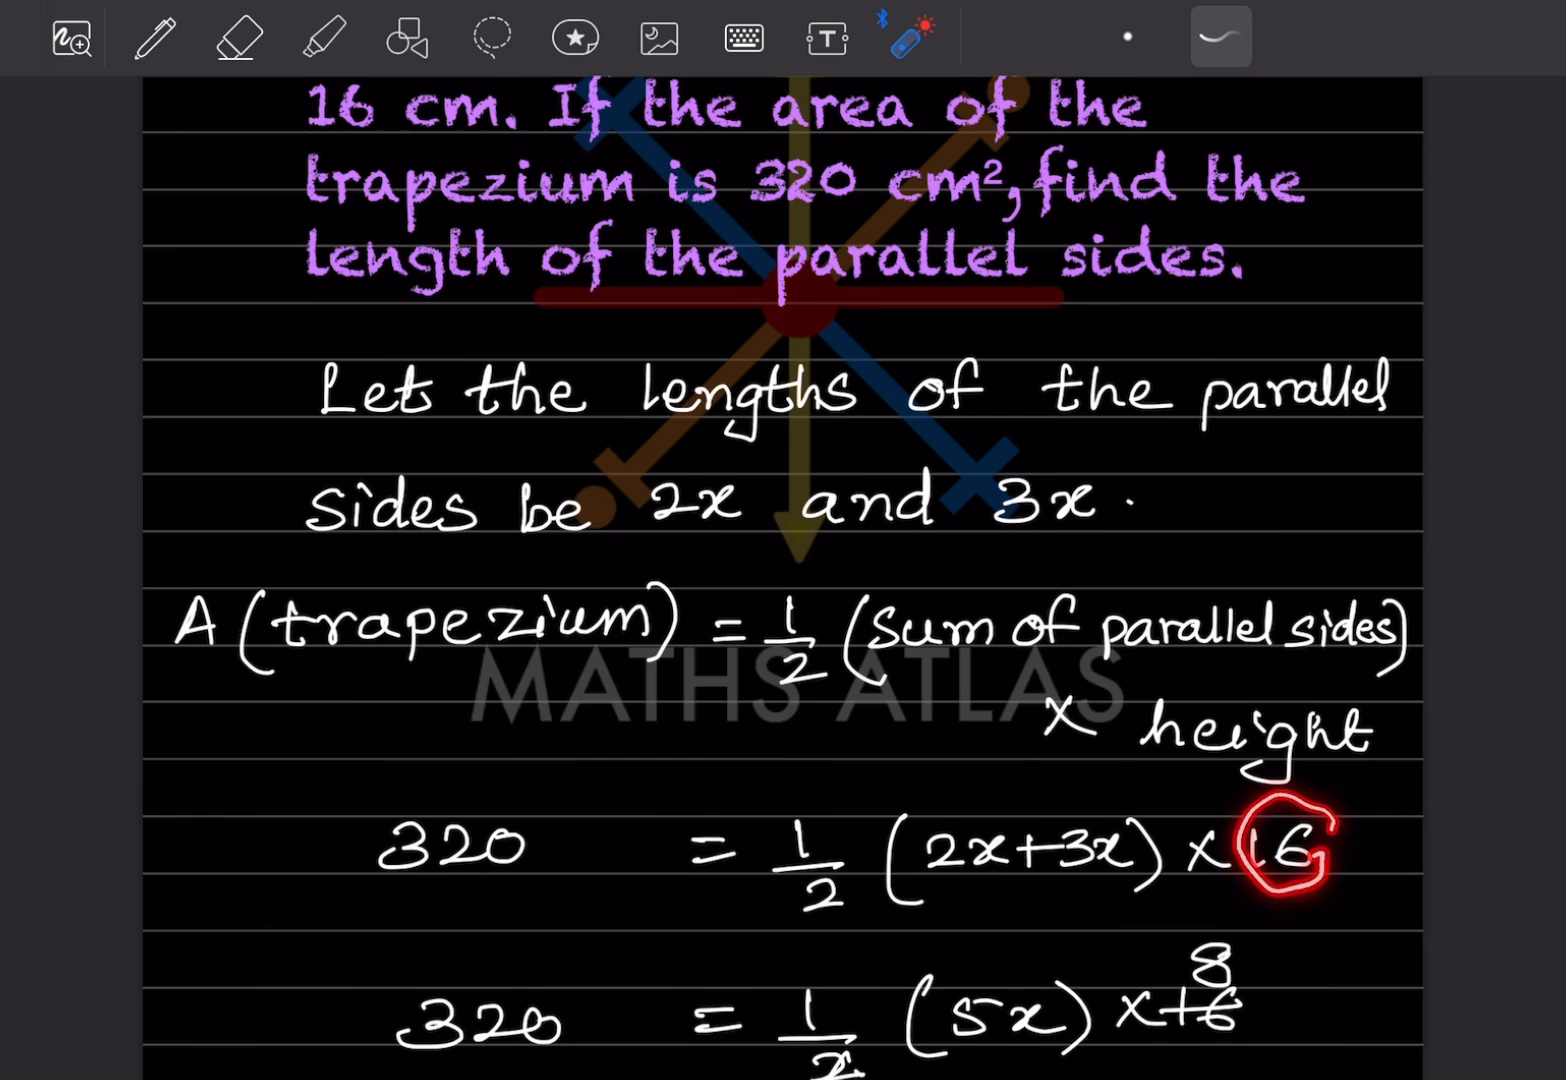 16 cm. If the area of the
trapezium is 320 cm², find the
length of the parallel sides.
Let the lengths of the parallel
sides be 2x and 3x.
A (trapezium) = 1/2 (sum of parallel sides)
x height
MATHS ATLAS
320 = 1/2 (2x+3x) x 16
8
320 = 1/2 (5x) x 16